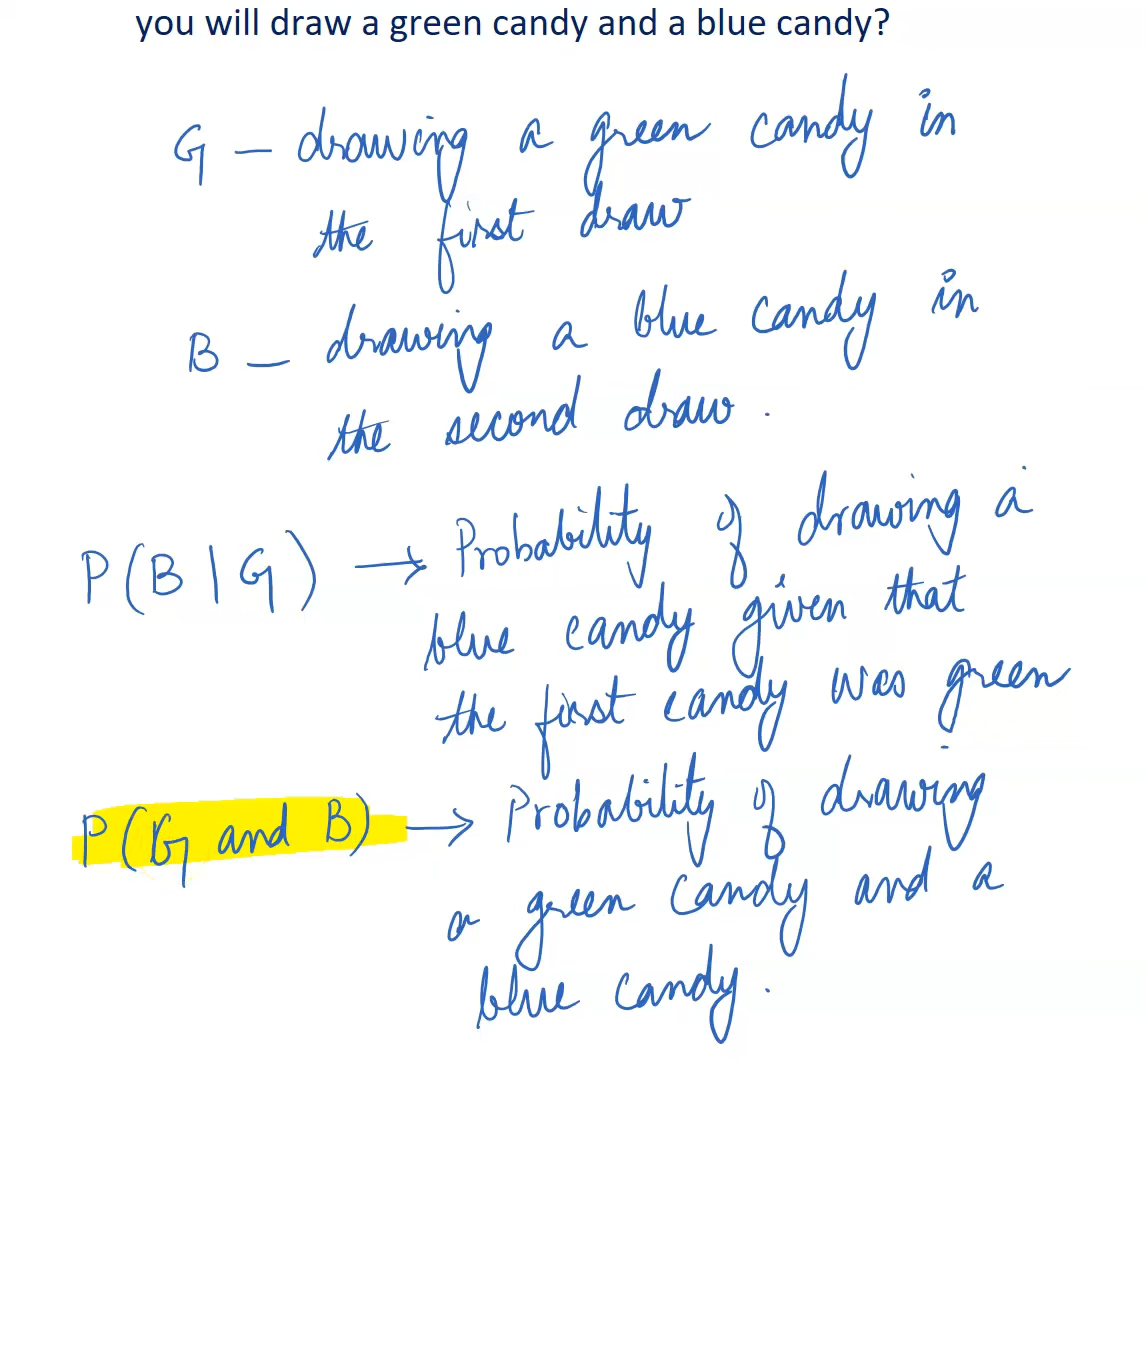 you will draw a green candy and a blue candy?
G – drawing a green candy in
the first draw
B – drawing a blue candy in
the second draw.
P(B|G) → Probability of drawing a
blue candy given that
the first candy was green
P(G and B) → Probability of drawing
a green candy and a
blue candy.